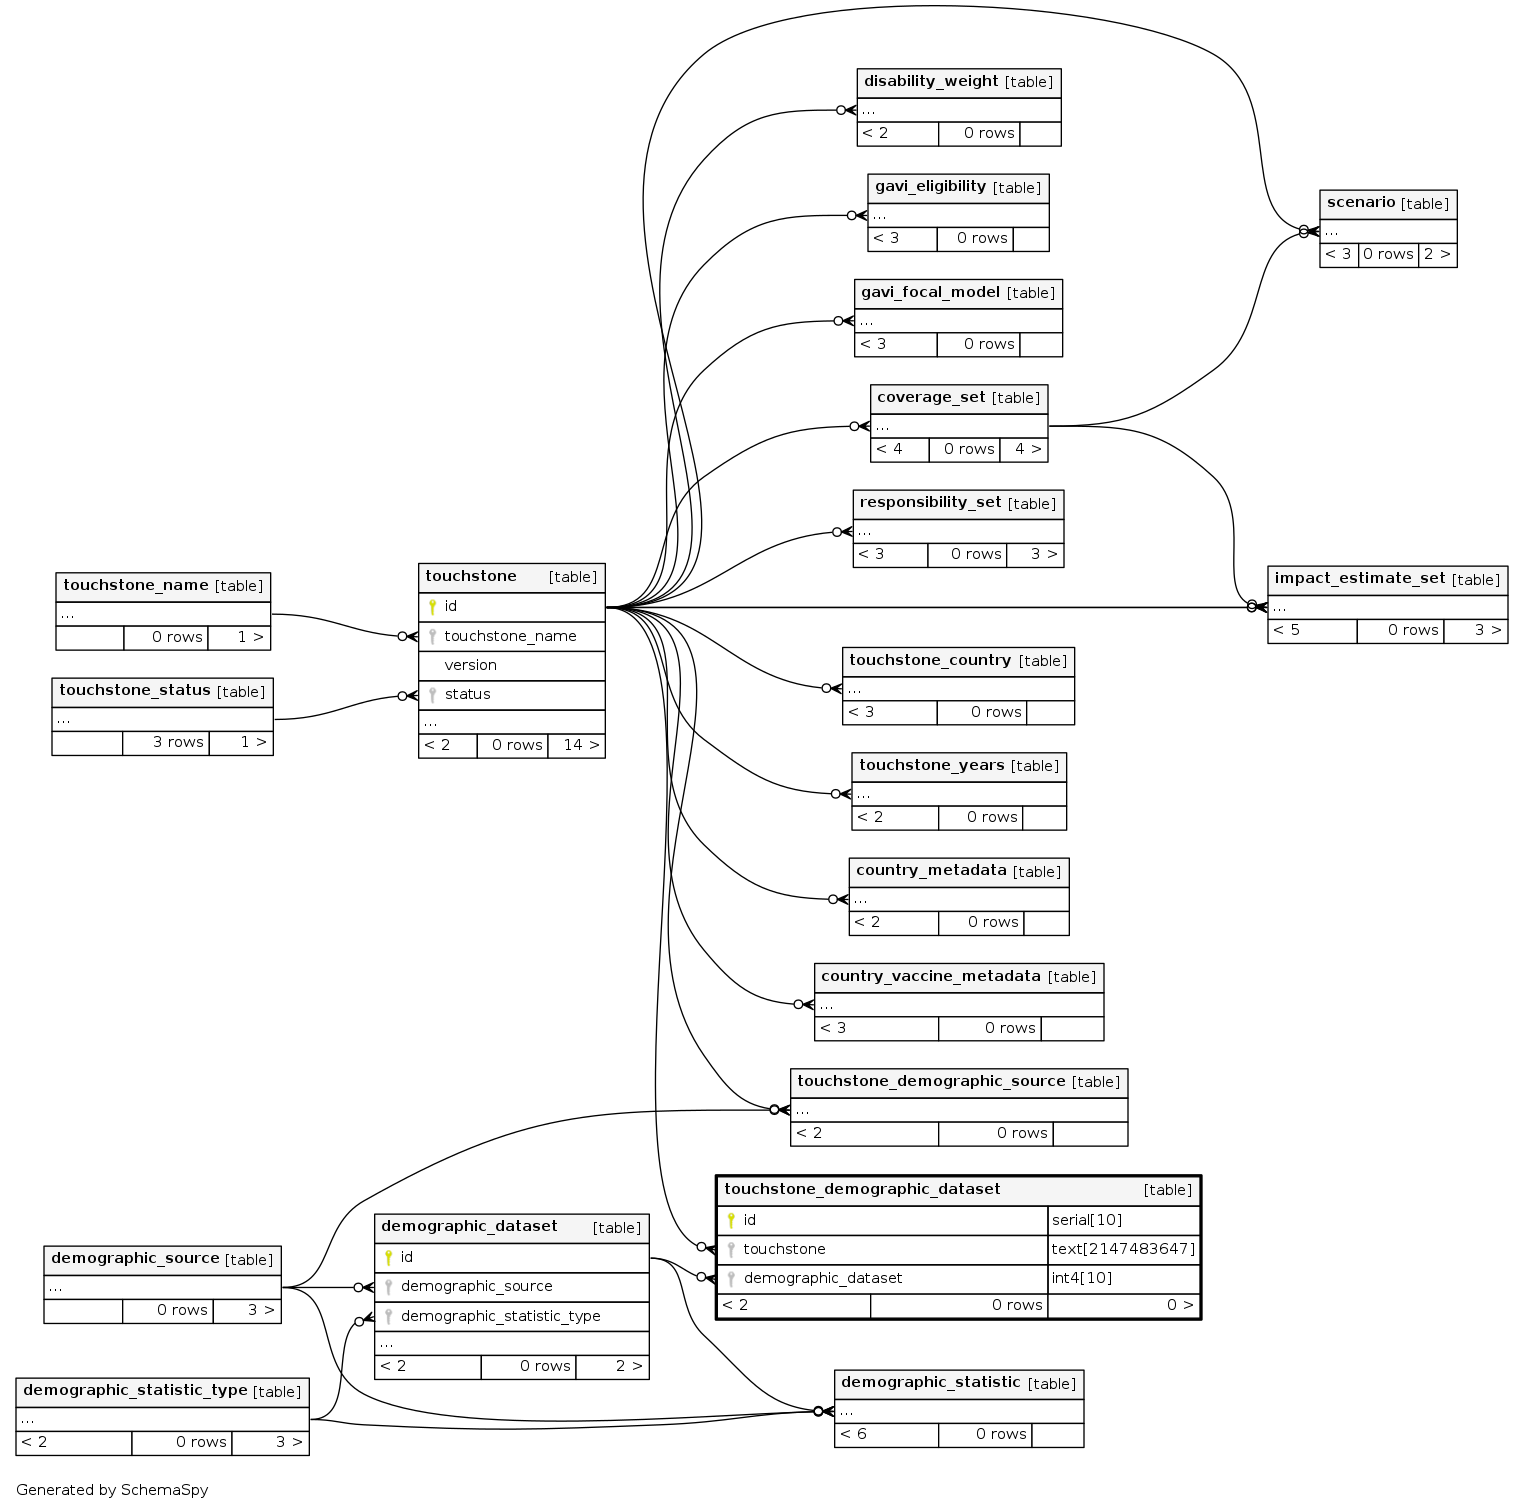 disability_weight [table]
...
< 2 0 rows
gavi_eligibility [table]
...
< 3 0 rows
scenario [table]
...
< 3 0 rows 2 >
gavi_focal_model [table]
...
< 3 0 rows
coverage_set [table]
...
< 4 0 rows 4 >
responsibility_set [table]
...
< 3 0 rows 3 >
touchstone_name [table]
...
0 rows 1 >
touchstone_status [table]
...
3 rows 1 >
touchstone [table]
id
touchstone_name
version
status
...
< 2 0 rows 14 >
impact_estimate_set [table]
...
< 5 0 rows 3 >
touchstone_country [table]
...
< 3 0 rows
touchstone_years [table]
...
< 2 0 rows
country_metadata [table]
...
< 2 0 rows
country_vaccine_metadata [table]
...
< 3 0 rows
touchstone_demographic_source [table]
...
< 2 0 rows
touchstone_demographic_dataset [table]
id serial[10]
touchstone text[2147483647]
demographic_dataset int4[10]
< 2 0 rows 0 >
demographic_dataset [table]
id
demographic_source
demographic_statistic_type
...
< 2 0 rows 2 >
demographic_source [table]
...
0 rows 3 >
demographic_statistic_type [table]
...
< 2 0 rows 3 >
demographic_statistic [table]
...
< 6 0 rows
Generated by SchemaSpy